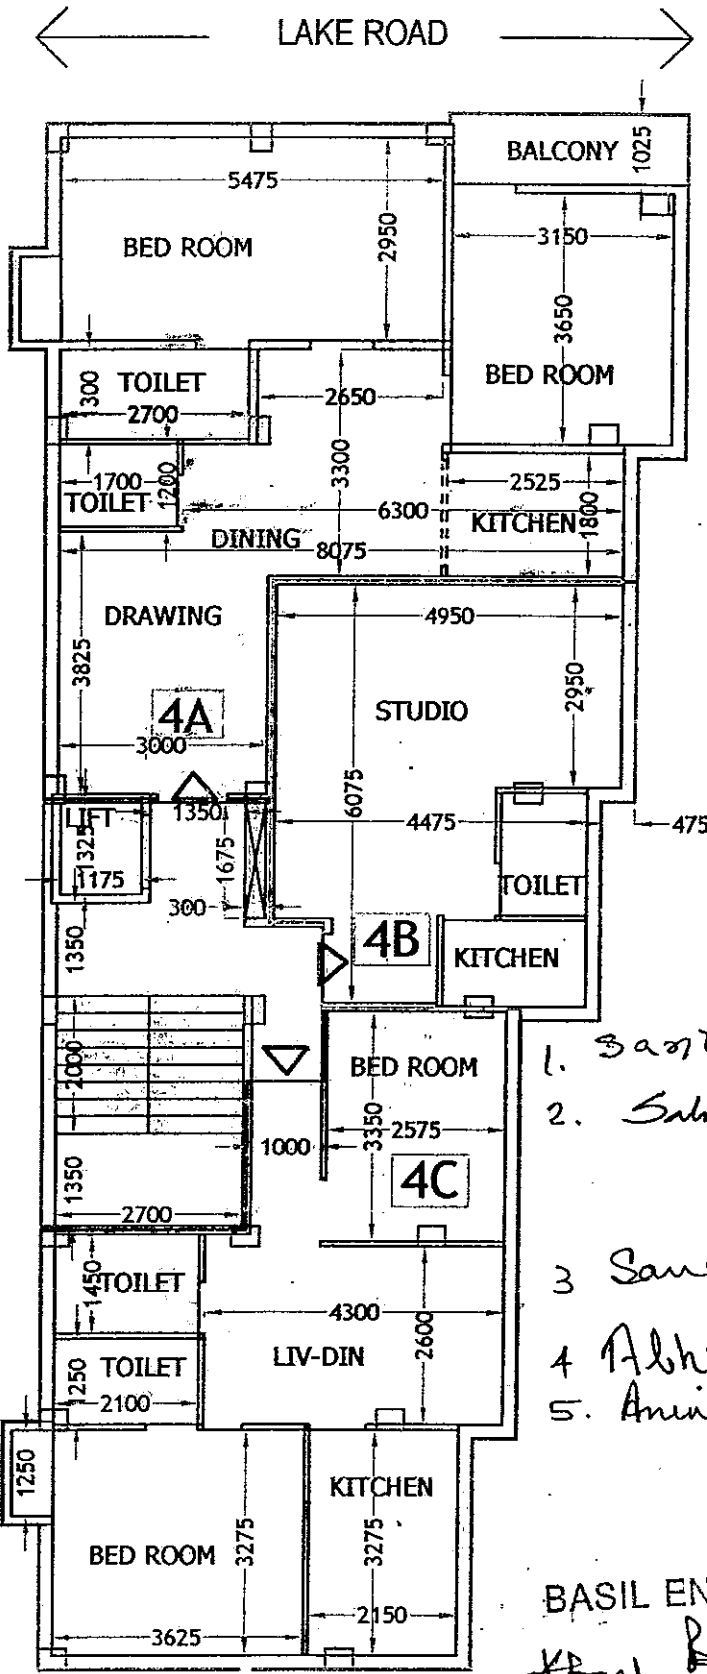 LAKE ROAD
BALCONY
1025
5475
BED ROOM
2950
3150
3650
BED ROOM
TOILET
300
2700
2650
3300
1700
TOILET
1200
6300
2525
KITCHEN
1800
DINING
8075
DRAWING
3825
4A
3000
4950
STUDIO
2950
6075
4475
475
TOILET
4B
KITCHEN
LIFT
1325
1175
1350
1675
300
1350
2000
1350
2700
1000
BED ROOM
3350
2575
4C
1450
TOILET
4300
2600
LIV-DIN
TOILET
250
2100
1250
BED ROOM
3275
3625
KITCHEN
3275
2150
1.
2.
3
4
5.
BASIL EN